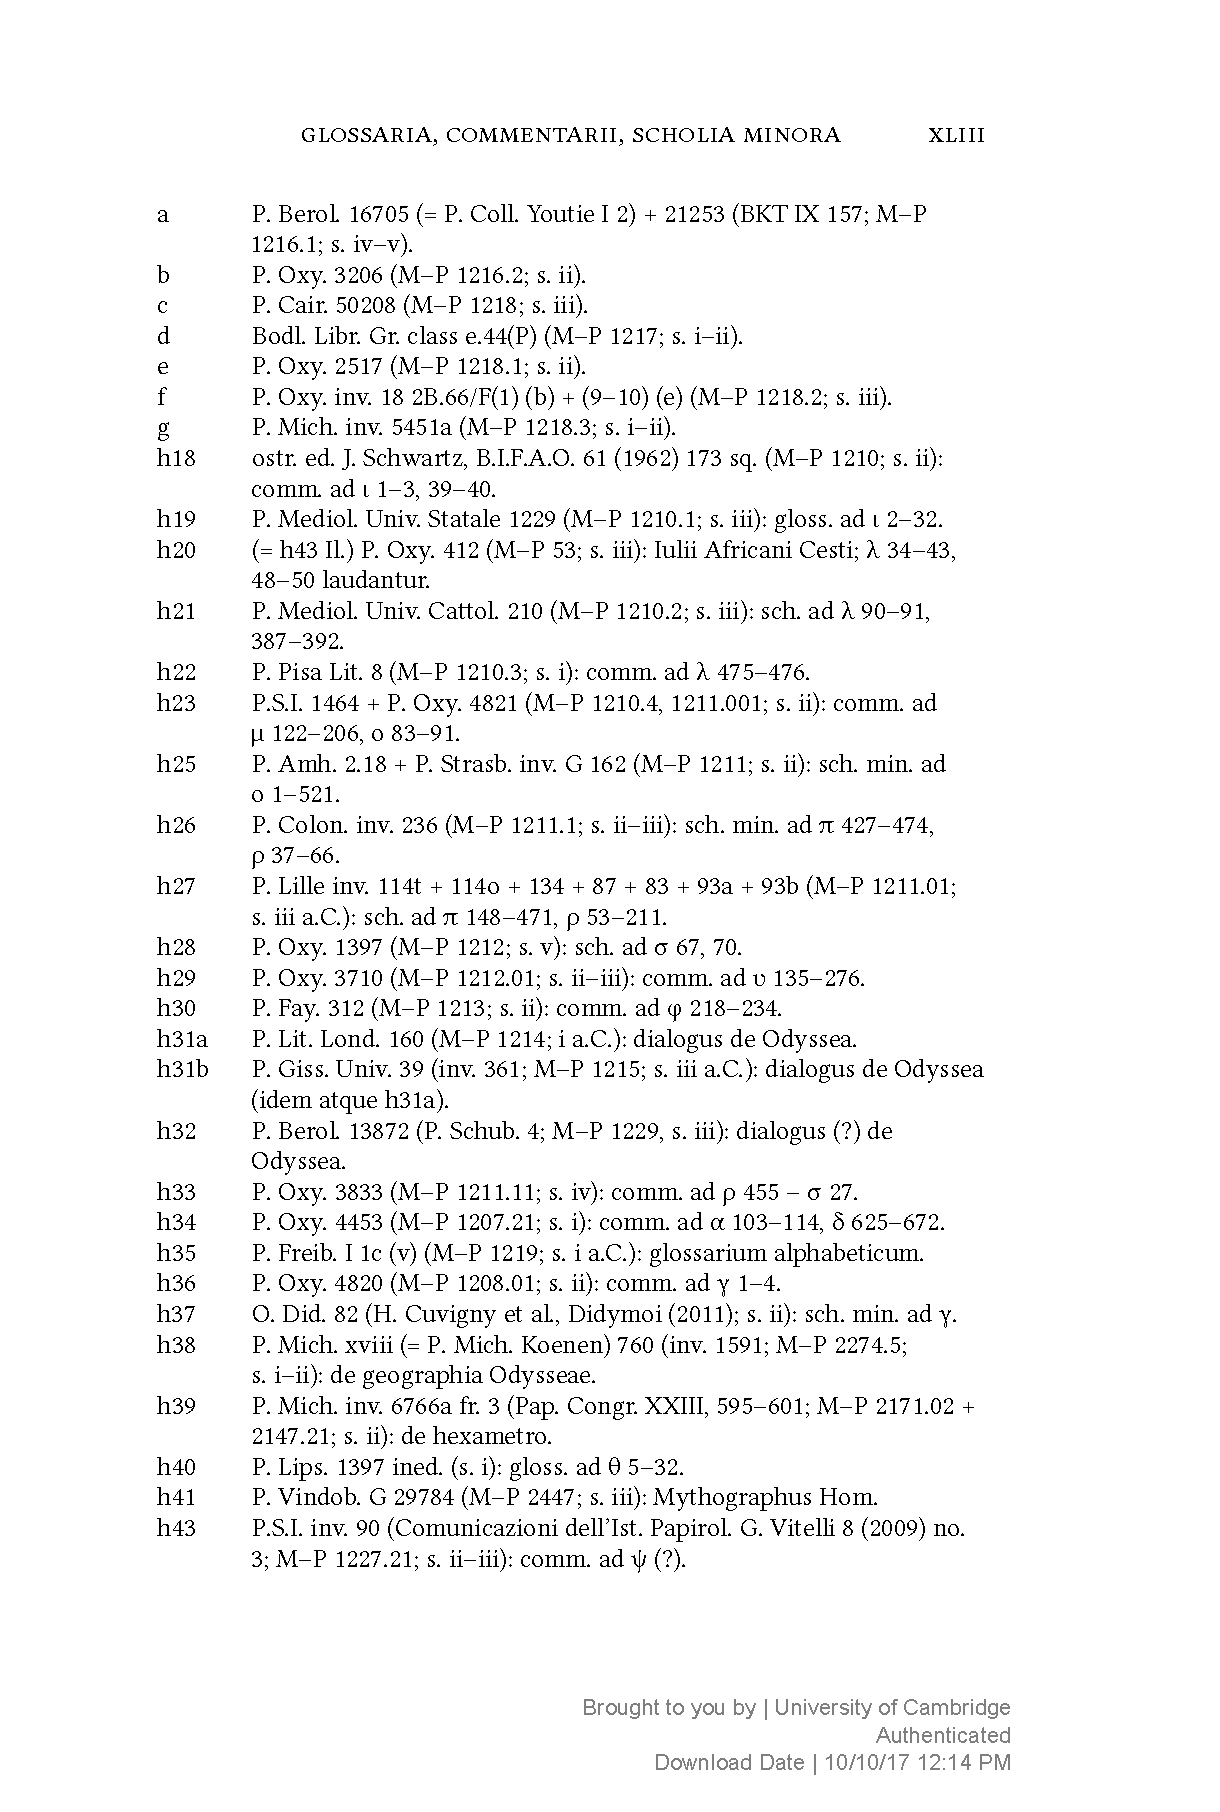 GLOSSARIA, COMMENTARII, SCHOLIA MINORA XLIII
a P. Berol. 16705 (= P. Coll. Youtie I 2) + 21253 (BKT IX 157; M–P
1216.1; s. iv–v).
b P. Oxy. 3206 (M–P 1216.2; s. ii).
c P. Cair. 50208 (M–P 1218; s. iii).
d Bodl. Libr. Gr. class e.44(P) (M–P 1217; s. i–ii).
e P. Oxy. 2517 (M–P 1218.1; s. ii).
f P. Oxy. inv. 18 2B.66/F(1) (b) + (9–10) (e) (M–P 1218.2; s. iii).
g P. Mich. inv. 5451a (M–P 1218.3; s. i–ii).
h18 ostr. ed. J. Schwartz, B.I.F.A.O. 61 (1962) 173 sq. (M–P 1210; s. ii):
comm. ad ι 1–3, 39–40.
h19 P. Mediol. Univ. Statale 1229 (M–P 1210.1; s. iii): gloss. ad ι 2–32.
h20 (= h43 Il.) P. Oxy. 412 (M–P 53; s. iii): Iulii Africani Cesti; λ 34–43,
48–50 laudantur.
h21 P. Mediol. Univ. Cattol. 210 (M–P 1210.2; s. iii): sch. ad λ 90–91,
387–392.
h22 P. Pisa Lit. 8 (M–P 1210.3; s. i): comm. ad λ 475–476.
h23 P.S.I. 1464 + P. Oxy. 4821 (M–P 1210.4, 1211.001; s. ii): comm. ad
μ 122–206, ο 83–91.
h25 P. Amh. 2.18 + P. Strasb. inv. G 162 (M–P 1211; s. ii): sch. min. ad
ο 1–521.
h26 P. Colon. inv. 236 (M–P 1211.1; s. ii–iii): sch. min. ad π 427–474,
ρ 37–66.
h27 P. Lille inv. 114t + 114o + 134 + 87 + 83 + 93a + 93b (M–P 1211.01;
s. iii a.C.): sch. ad π 148–471, ρ 53–211.
h28 P. Oxy. 1397 (M–P 1212; s. v): sch. ad σ 67, 70.
h29 P. Oxy. 3710 (M–P 1212.01; s. ii–iii): comm. ad υ 135–276.
h30 P. Fay. 312 (M–P 1213; s. ii): comm. ad φ 218–234.
h31a P. Lit. Lond. 160 (M–P 1214; i a.C.): dialogus de Odyssea.
h31b P. Giss. Univ. 39 (inv. 361; M–P 1215; s. iii a.C.): dialogus de Odyssea
(idem atque h31a).
h32 P. Berol. 13872 (P. Schub. 4; M–P 1229, s. iii): dialogus (?) de
Odyssea.
h33 P. Oxy. 3833 (M–P 1211.11; s. iv): comm. ad ρ 455 – σ 27.
h34 P. Oxy. 4453 (M–P 1207.21; s. i): comm. ad α 103–114, δ 625–672.
h35 P. Freib. I 1c (v) (M–P 1219; s. i a.C.): glossarium alphabeticum.
h36 P. Oxy. 4820 (M–P 1208.01; s. ii): comm. ad γ 1–4.
h37 O. Did. 82 (H. Cuvigny et al., Didymoi (2011); s. ii): sch. min. ad γ.
h38 P. Mich. xviii (= P. Mich. Koenen) 760 (inv. 1591; M–P 2274.5;
s. i–ii): de geographia Odysseae.
h39 P. Mich. inv. 6766a fr. 3 (Pap. Congr. XXIII, 595–601; M–P 2171.02 +
2147.21; s. ii): de hexametro.
h40 P. Lips. 1397 ined. (s. i): gloss. ad θ 5–32.
h41 P. Vindob. G 29784 (M–P 2447; s. iii): Mythographus Hom.
h43 P.S.I. inv. 90 (Comunicazioni dell’Ist. Papirol. G. Vitelli 8 (2009) no.
3; M–P 1227.21; s. ii–iii): comm. ad ψ (?).
Brought to you by | University of Cambridge
Authenticated
Download Date | 10/10/17 12:14 PM